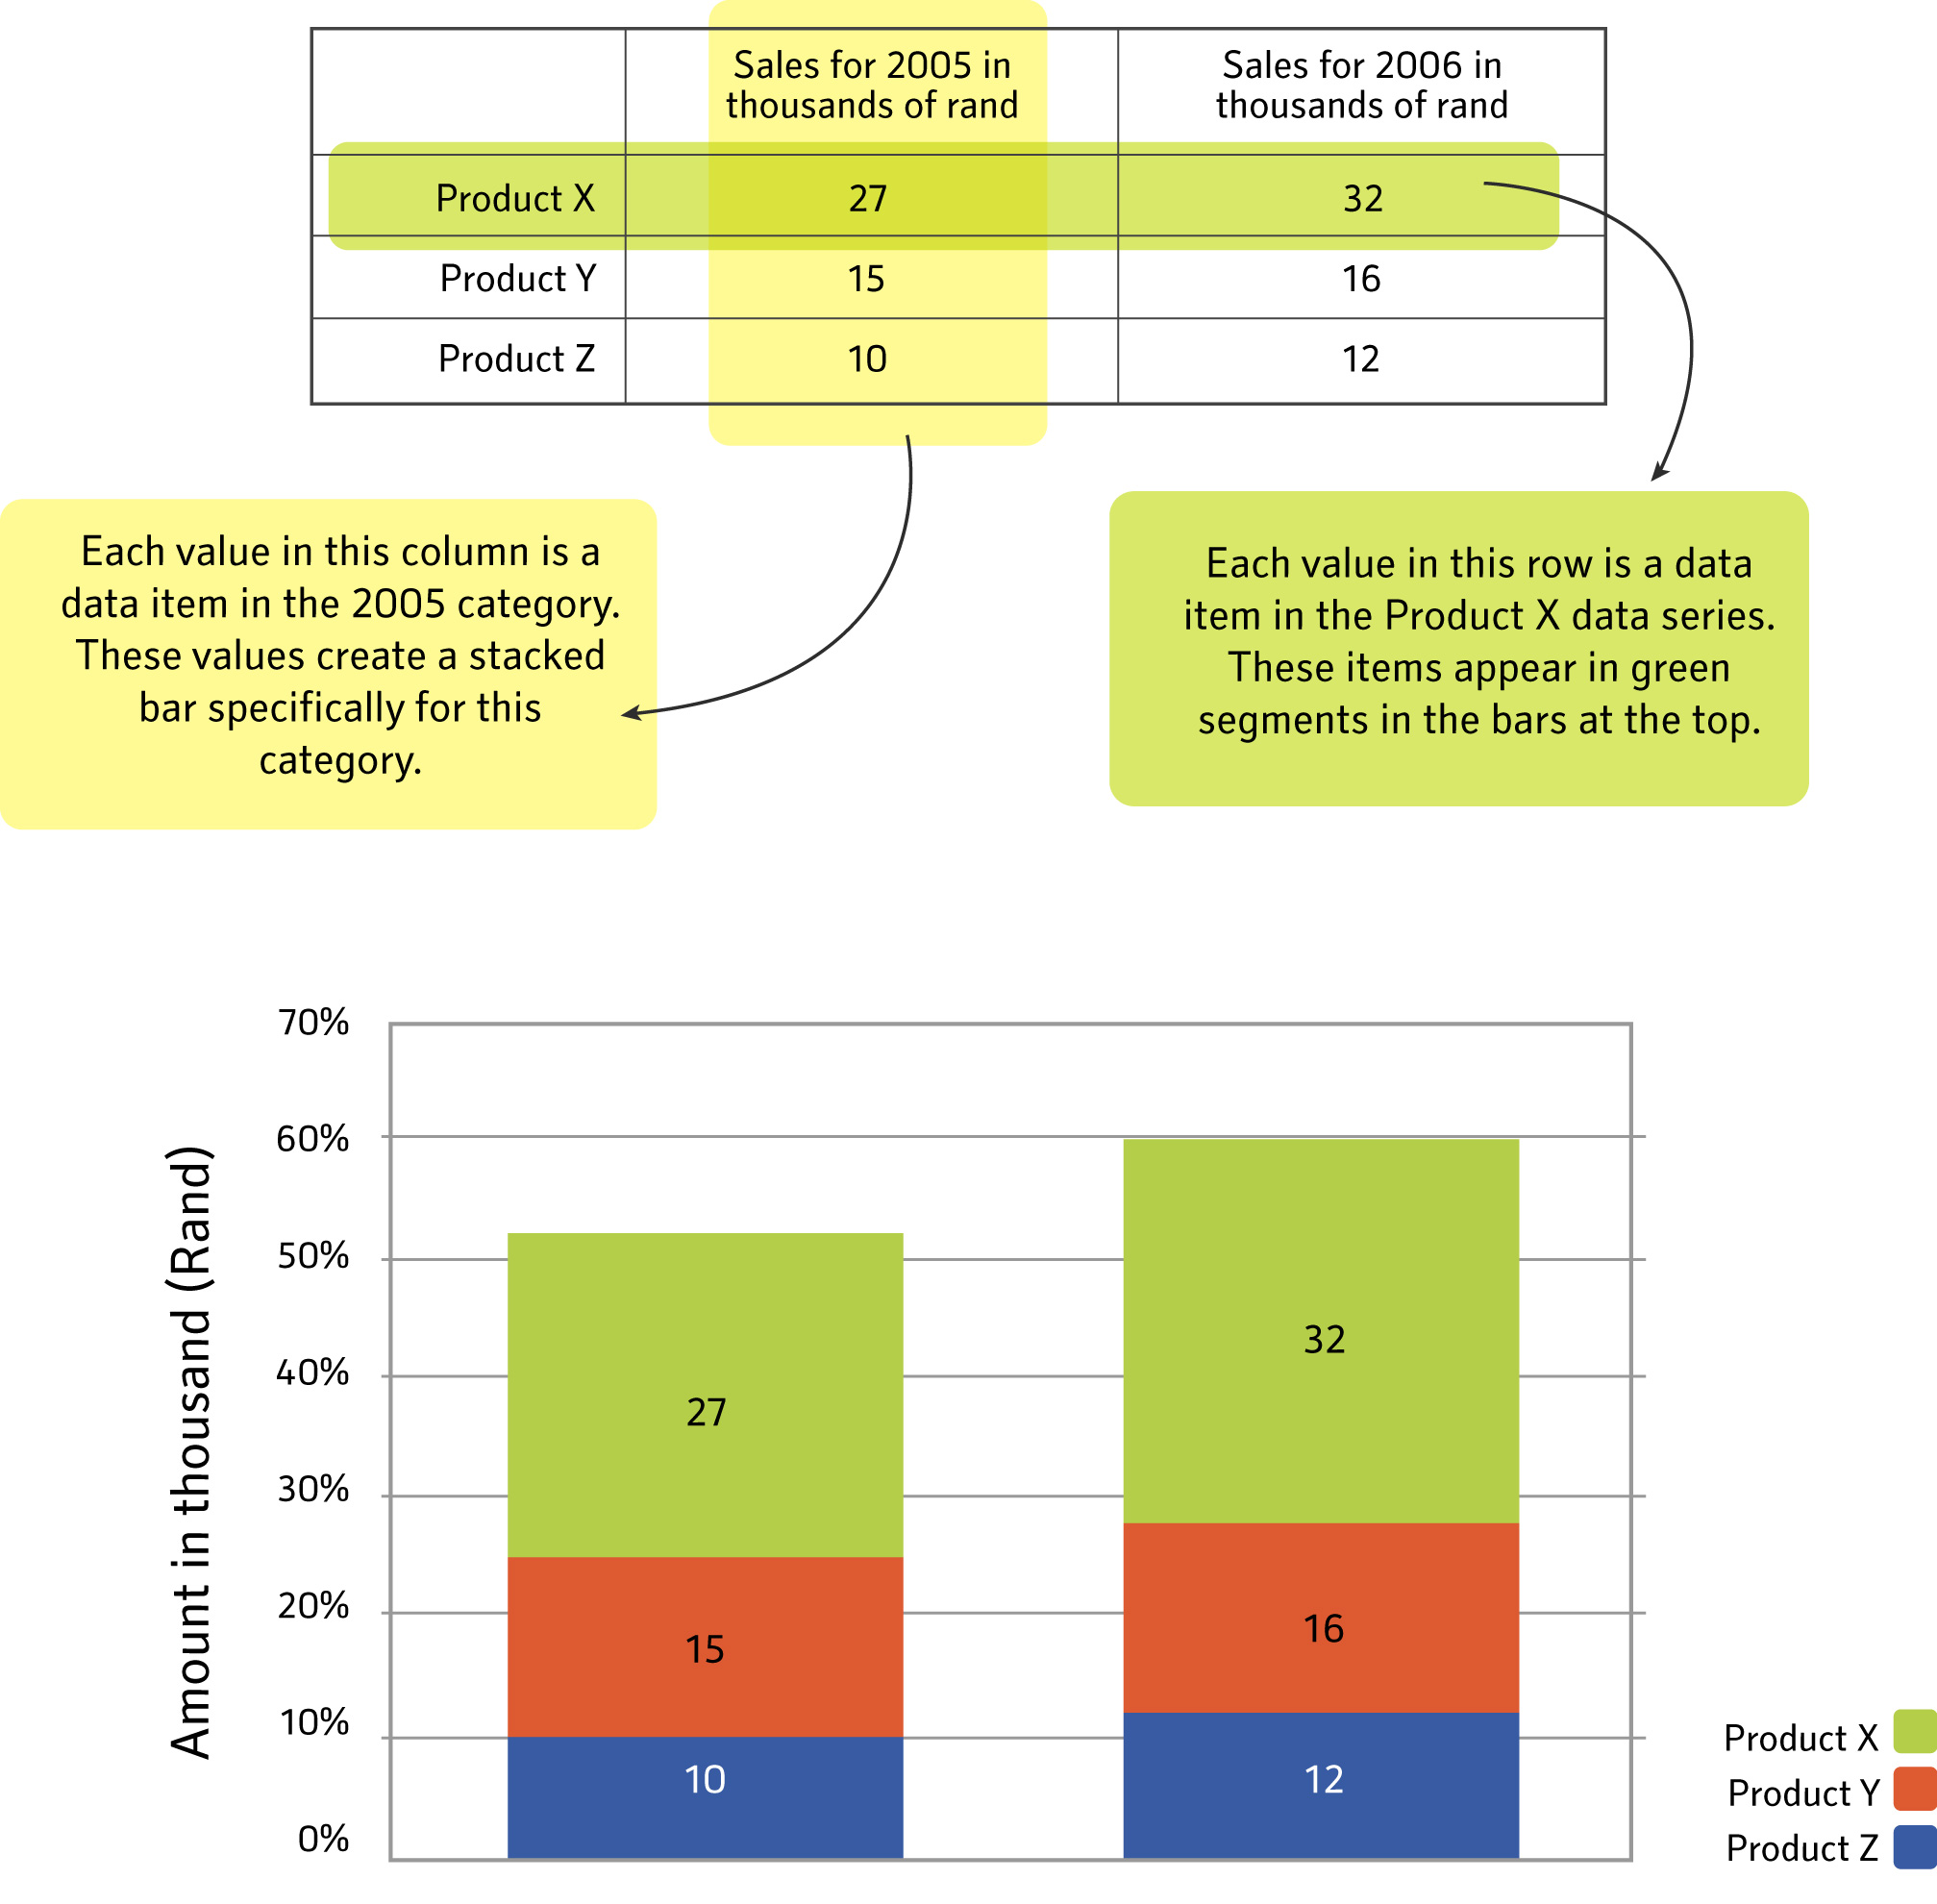 Sales for 2005 in
thousands of rand
Sales for 2006 in
thousands of rand
Product X 27 32
Product Y 15 16
Product Z 10 12
Each value in this column is a
data item in the 2005 category.
These values create a stacked
bar specifically for this
category.
Each value in this row is a data
item in the Product X data series.
These items appear in green
segments in the bars at the top.
Amount in thousand (Rand)
70%
60%
50%
40%
30%
20%
10%
0%
27
15
10
32
16
12
Product X
Product Y
Product Z